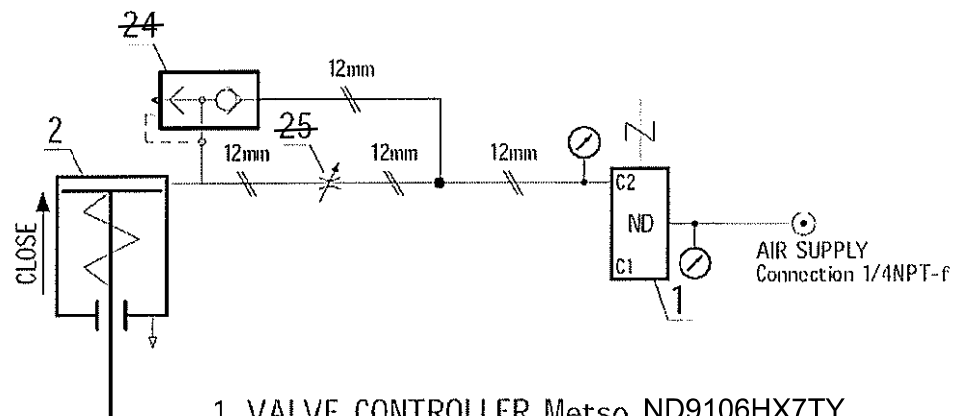 24
12mm
25
2
12mm
12mm
12mm
CLOSE
C2
ND
C1
AIR SUPPLY
Connection 1/4NPT-f
1
1 VALVE CONTROLLER Metso ND9106HX7TY